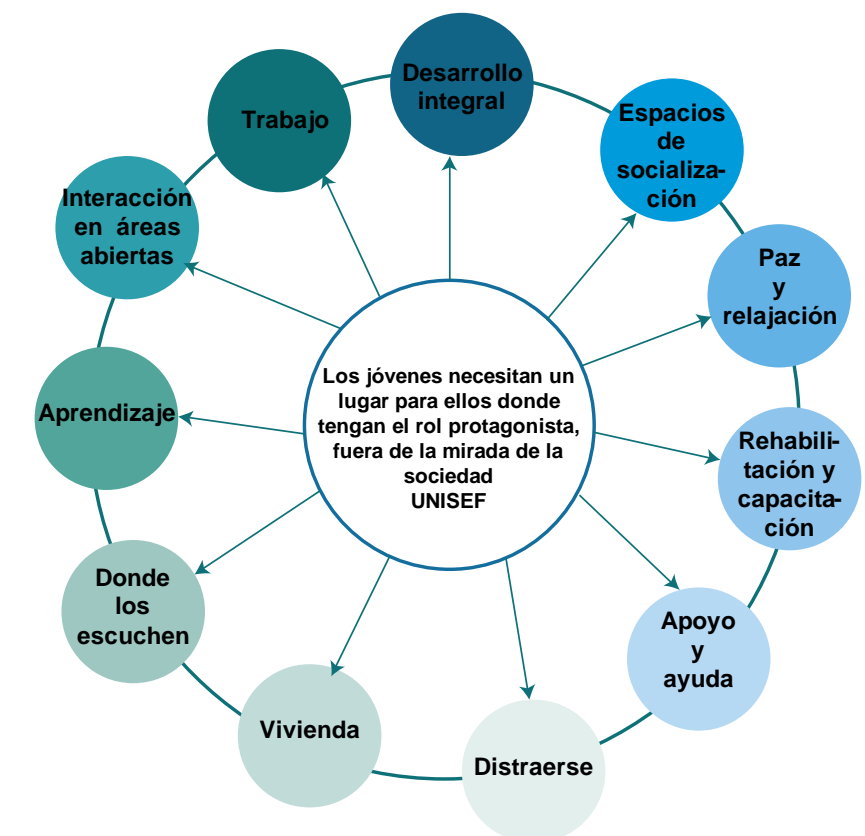 Desarrollo
integral
Espacios
de
socializa-
ción
Paz
y
relajación
Rehabili-
tación y
capacita-
ción
Apoyo
y
ayuda
Distraerse
Vivienda
Donde
los
escuchen
Aprendizaje
Interacción
en áreas
abiertas
Trabajo
Los jóvenes necesitan un
lugar para ellos donde
tengan el rol protagonista,
fuera de la mirada de la
sociedad
UNISEF